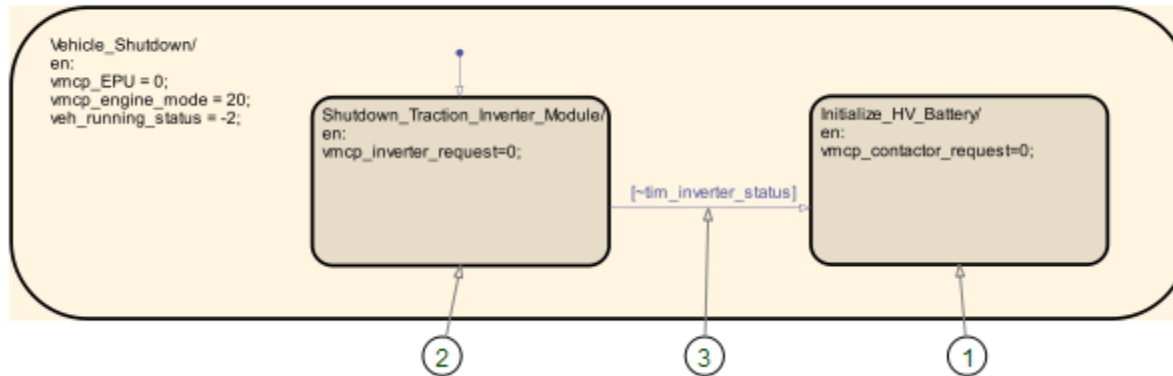 Vehicle_Shutdown/
en:
vmcp_EPU = 0;
vmcp_engine_mode = 20;
veh_running_status = -2;
Shutdown_Traction_Inverter_Module/
en:
vmcp_inverter_request=0;
[~tim_inverter_status]
Initialize_HV_Battery/
en:
vmcp_contactor_request=0;
2
3
1